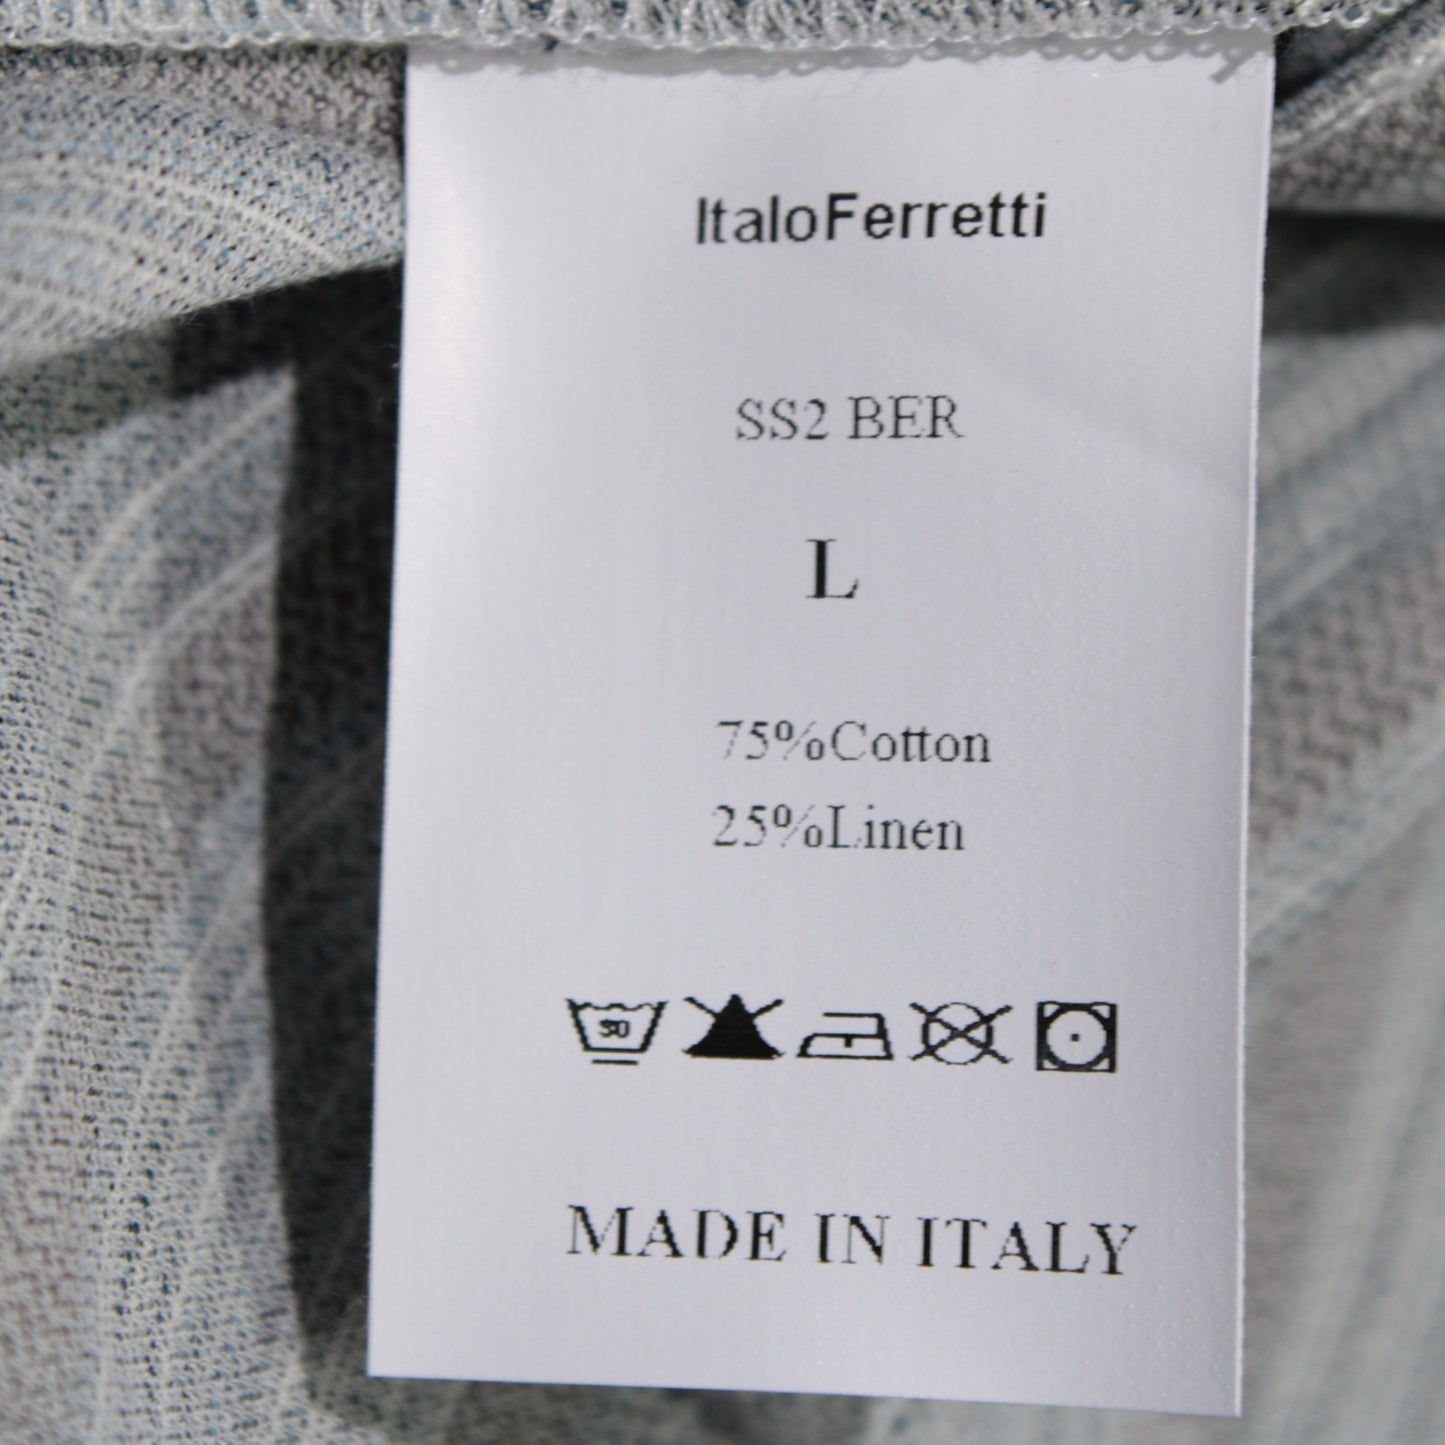 ItaloFerretti
SS2 BER
L
75%Cotton
25%Linen
30
MADE IN ITALY